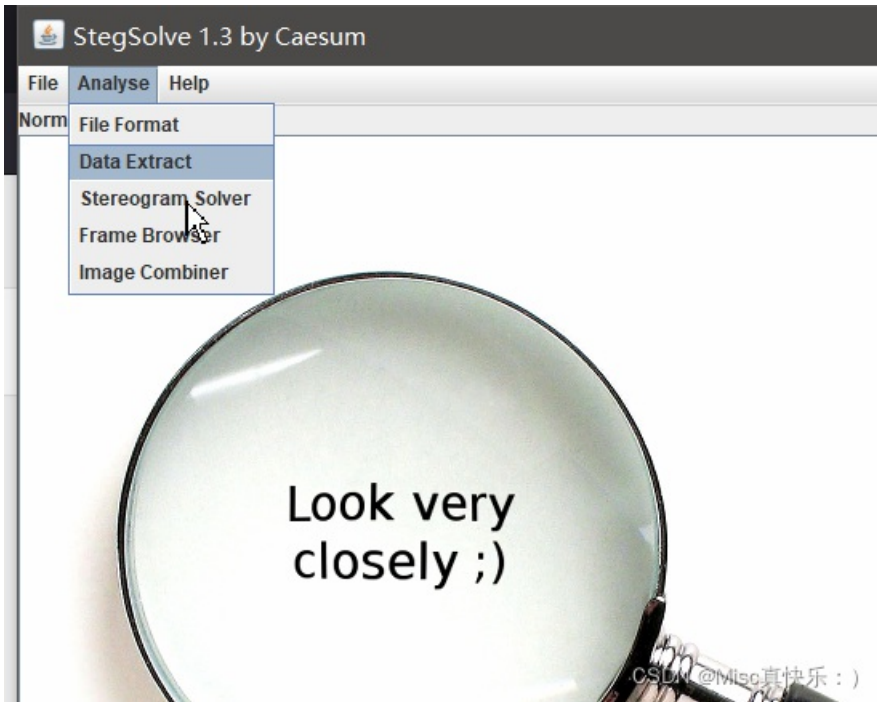 StegSolve 1.3 by Caesum
File Analyse Help
Norm
File Format
Data Extract
Stereogram Solver
Frame Browser
Image Combiner
Look very
closely ;)
CSDN @Misc真快乐：）